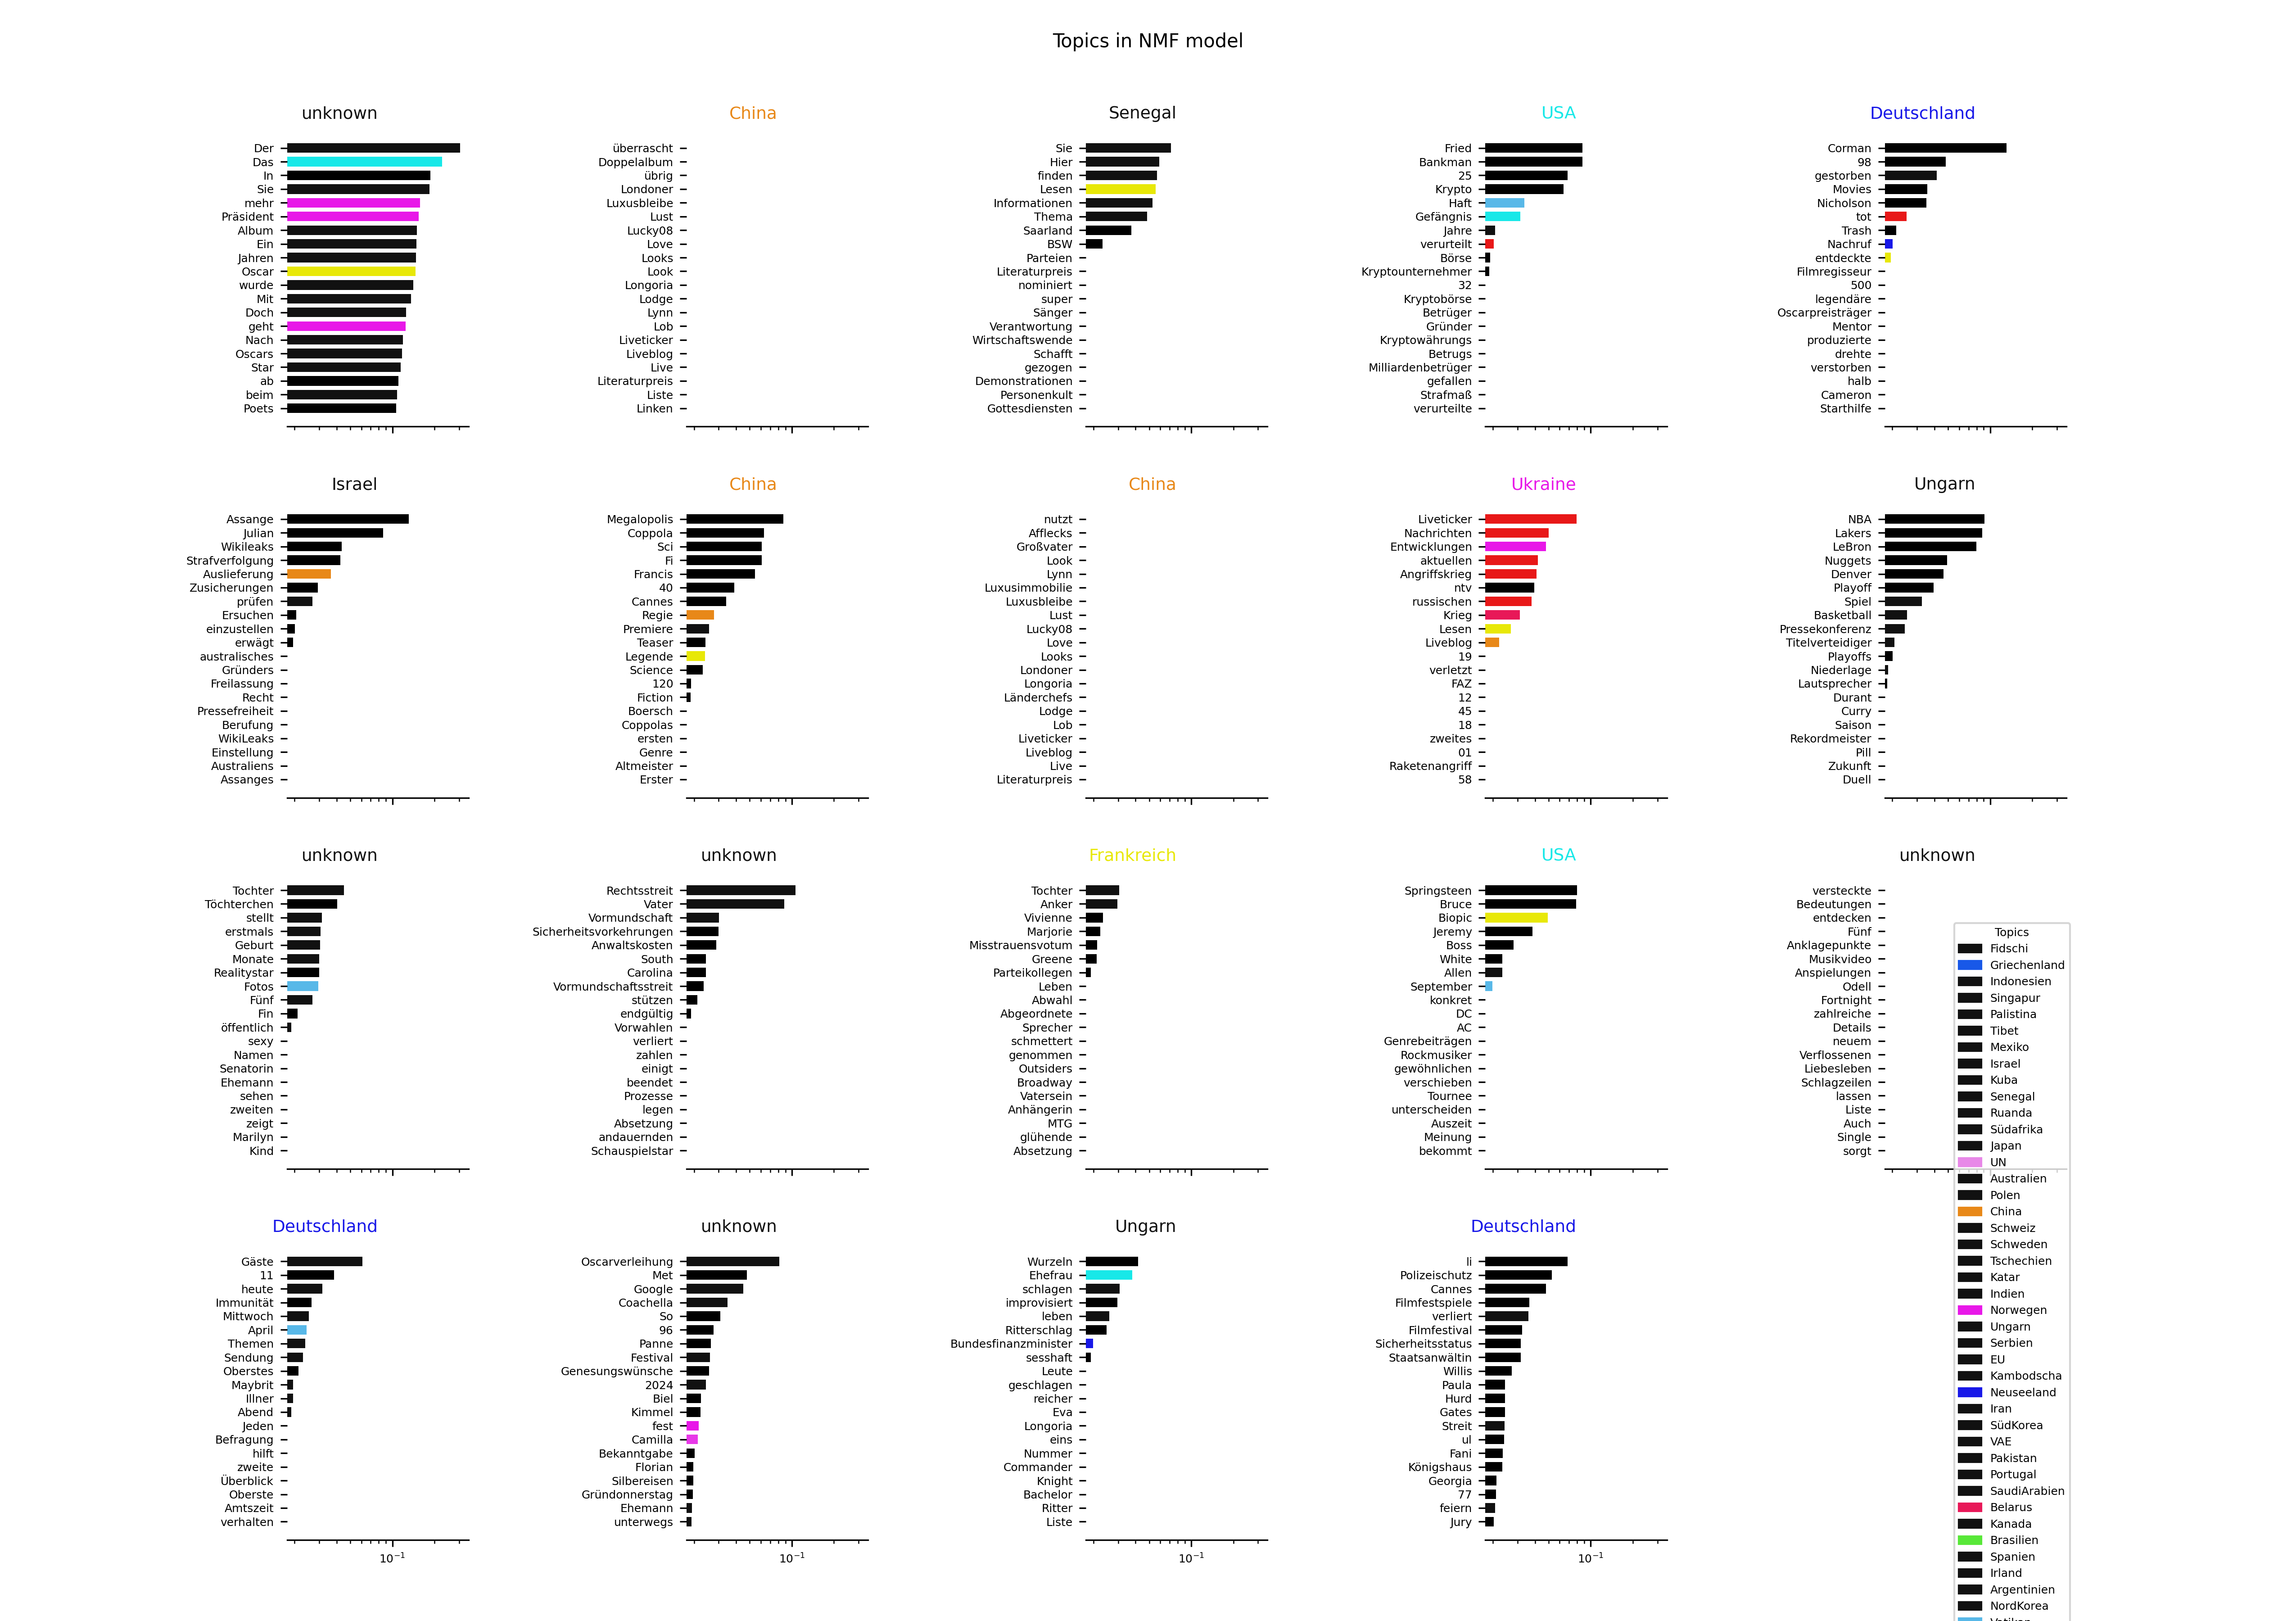 Topics in NMF model
unknown
Der
Das
In
Sie
mehr
Präsident
Album
Ein
Jahren
Oscar
wurde
Mit
Doch
geht
Nach
Oscars
Star
ab
beim
Poets
China
überrascht
Doppelalbum
übrig
Londoner
Luxusbleibe
Lust
Lucky08
Love
Looks
Look
Longoria
Lodge
Lynn
Lob
Liveticker
Liveblog
Live
Literaturpreis
Liste
Linken
Senegal
Sie
Hier
finden
Lesen
Informationen
Thema
Saarland
BSW
Parteien
Literaturpreis
nominiert
super
Sänger
Verantwortung
Wirtschaftswende
Schafft
gezogen
Demonstrationen
Personenkult
Gottesdiensten
USA
Fried
Bankman
25
Krypto
Haft
Gefängnis
Jahre
verurteilt
Börse
Kryptounternehmer
32
Kryptobörse
Betrüger
Gründer
Kryptowährungs
Betrugs
Milliardenbetrüger
gefallen
Strafmaß
verurteilte
Deutschland
Corman
98
gestorben
Movies
Nicholson
tot
Trash
Nachruf
entdeckte
Filmregisseur
500
legendäre
Oscarpreisträger
Mentor
produzierte
drehte
verstorben
halb
Cameron
Starthilfe
Israel
Assange
Julian
Wikileaks
Strafverfolgung
Auslieferung
Zusicherungen
prüfen
Ersuchen
einzustellen
erwägt
australisches
Gründers
Freilassung
Recht
Pressefreiheit
Berufung
WikiLeaks
Einstellung
Australiens
Assanges
China
Megalopolis
Coppola
Sci
Fi
Francis
40
Cannes
Regie
Premiere
Teaser
Legende
Science
120
Fiction
Boersch
Coppolas
ersten
Genre
Altmeister
Erster
China
nutzt
Afflecks
Großvater
Look
Lynn
Luxusimmobilie
Luxusbleibe
Lust
Lucky08
Love
Looks
Londoner
Longoria
Länderchefs
Lodge
Lob
Liveticker
Liveblog
Live
Literaturpreis
Ukraine
Liveticker
Nachrichten
Entwicklungen
aktuellen
Angriffskrieg
ntv
russischen
Krieg
Lesen
Liveblog
19
verletzt
FAZ
12
45
18
zweites
01
Raketenangriff
58
Ungarn
NBA
Lakers
LeBron
Nuggets
Denver
Playoff
Spiel
Basketball
Pressekonferenz
Titelverteidiger
Playoffs
Niederlage
Lautsprecher
Durant
Curry
Saison
Rekordmeister
Pill
Zukunft
Duell
unknown
Tochter
Töchterchen
stellt
erstmals
Geburt
Monate
Realitystar
Fotos
Fünf
Fin
öffentlich
sexy
Namen
Senatorin
Ehemann
sehen
zweiten
zeigt
Marilyn
Kind
unknown
Rechtsstreit
Vater
Vormundschaft
Sicherheitsvorkehrungen
Anwaltskosten
South
Carolina
Vormundschaftsstreit
stützen
endgültig
Vorwahlen
verliert
zahlen
einigt
beendet
Prozesse
legen
Absetzung
andauernden
Schauspielstar
Frankreich
Tochter
Anker
Vivienne
Marjorie
Misstrauensvotum
Greene
Parteikollegen
Leben
Abwahl
Abgeordnete
Sprecher
schmettert
genommen
Outsiders
Broadway
Vatersein
Anhängerin
MTG
glühende
Absetzung
USA
Springsteen
Bruce
Biopic
Jeremy
Boss
White
Allen
September
konkret
DC
AC
Genrebeiträgen
Rockmusiker
gewöhnlichen
verschieben
Tournee
unterscheiden
Auszeit
Meinung
bekommt
unknown
versteckte
Bedeutungen
entdecken
Fünf
Anklagepunkte
Musikvideo
Anspielungen
Odell
Fortnight
zahlreiche
Details
neuem
Verflossenen
Liebesleben
Schlagzeilen
lassen
Liste
Auch
Single
sorgt
Deutschland
Gäste
11
heute
Immunität
Mittwoch
April
Themen
Sendung
Oberstes
Maybrit
Illner
Abend
Jeden
Befragung
hilft
zweite
Überblick
Oberste
Amtszeit
verhalten
10⁻¹
unknown
Oscarverleihung
Met
Google
Coachella
So
96
Panne
Festival
Genesungswünsche
2024
Biel
Kimmel
fest
Camilla
Bekanntgabe
Florian
Silbereisen
Gründonnerstag
Ehemann
unterwegs
10⁻¹
Ungarn
Wurzeln
Ehefrau
schlagen
improvisiert
leben
Ritterschlag
Bundesfinanzminister
sesshaft
Leute
geschlagen
reicher
Eva
Longoria
eins
Nummer
Commander
Knight
Bachelor
Ritter
Liste
10⁻¹
Deutschland
li
Polizeischutz
Cannes
Filmfestspiele
verliert
Filmfestival
Sicherheitsstatus
Staatsanwältin
Willis
Paula
Hurd
Gates
Streit
ul
Fani
Königshaus
Georgia
77
feiern
Jury
10⁻¹
Topics
Fidschi
Griechenland
Indonesien
Singapur
Palistina
Tibet
Mexiko
Israel
Kuba
Senegal
Ruanda
Südafrika
Japan
UN
Australien
Polen
China
Schweiz
Schweden
Tschechien
Katar
Indien
Norwegen
Ungarn
Serbien
EU
Kambodscha
Neuseeland
Iran
SüdKorea
VAE
Pakistan
Portugal
SaudiArabien
Belarus
Kanada
Brasilien
Spanien
Irland
Argentinien
NordKorea